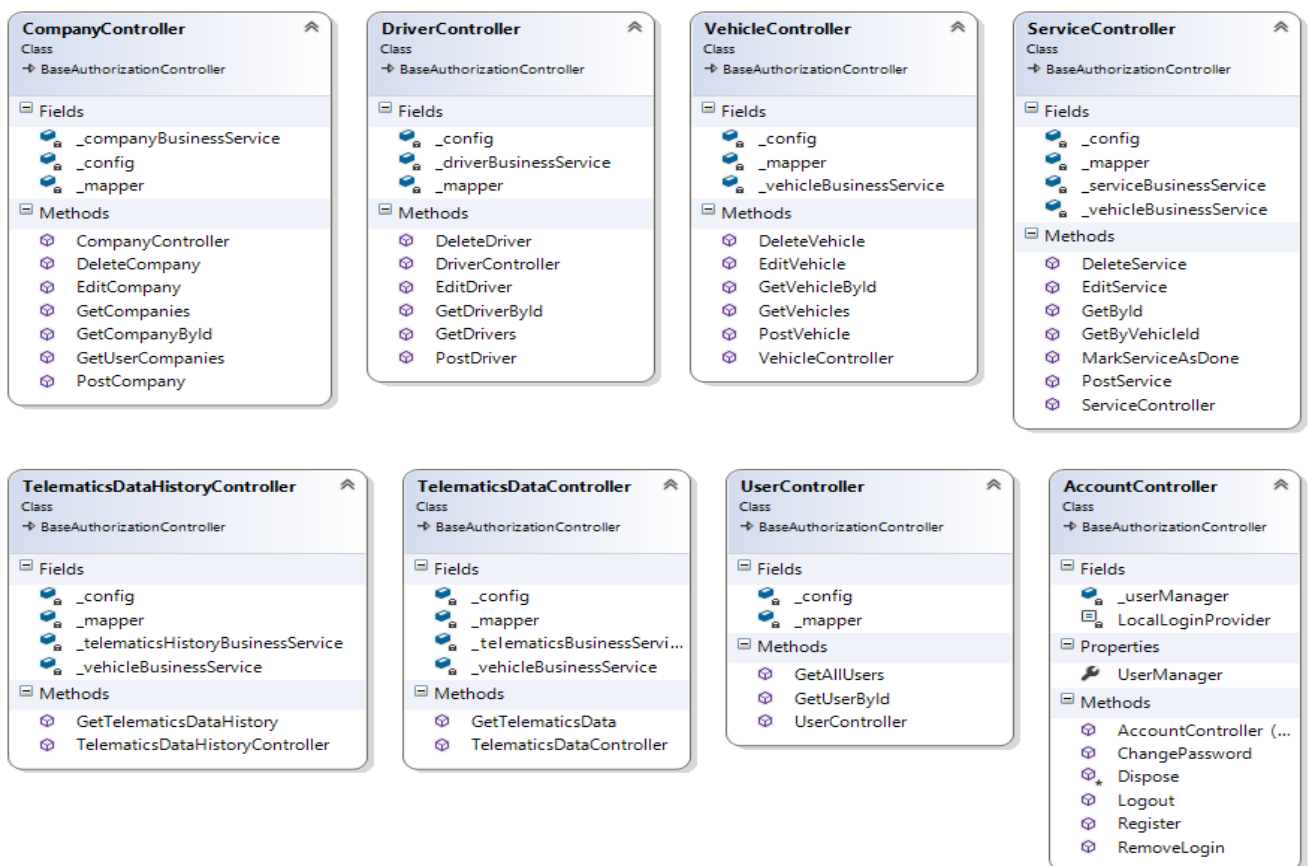 CompanyController
Class
BaseAuthorizationController
Fields
_companyBusinessService
_config
_mapper
Methods
CompanyController
DeleteCompany
EditCompany
GetCompanies
GetCompanyById
GetUserCompanies
PostCompany
DriverController
Class
BaseAuthorizationController
Fields
_config
_driverBusinessService
_mapper
Methods
DeleteDriver
DriverController
EditDriver
GetDriverById
GetDrivers
PostDriver
VehicleController
Class
BaseAuthorizationController
Fields
_config
_mapper
_vehicleBusinessService
Methods
DeleteVehicle
EditVehicle
GetVehicleById
GetVehicles
PostVehicle
VehicleController
ServiceController
Class
BaseAuthorizationController
Fields
_config
_mapper
_serviceBusinessService
_vehicleBusinessService
Methods
DeleteService
EditService
GetById
GetByVehicleId
MarkServiceAsDone
PostService
ServiceController
TelematicsDataHistoryController
Class
BaseAuthorizationController
Fields
_config
_mapper
_telematicsHistoryBusinessService
_vehicleBusinessService
Methods
GetTelematicsDataHistory
TelematicsDataHistoryController
TelematicsDataController
Class
BaseAuthorizationController
Fields
_config
_mapper
_telematicsBusinessServi...
_vehicleBusinessService
Methods
GetTelematicsData
TelematicsDataController
UserController
Class
BaseAuthorizationController
Fields
_config
_mapper
Methods
GetAllUsers
GetUserById
UserController
AccountController
Class
BaseAuthorizationController
Fields
_userManager
LocalLoginProvider
Properties
UserManager
Methods
AccountController (...
ChangePassword
Dispose
Logout
Register
RemoveLogin